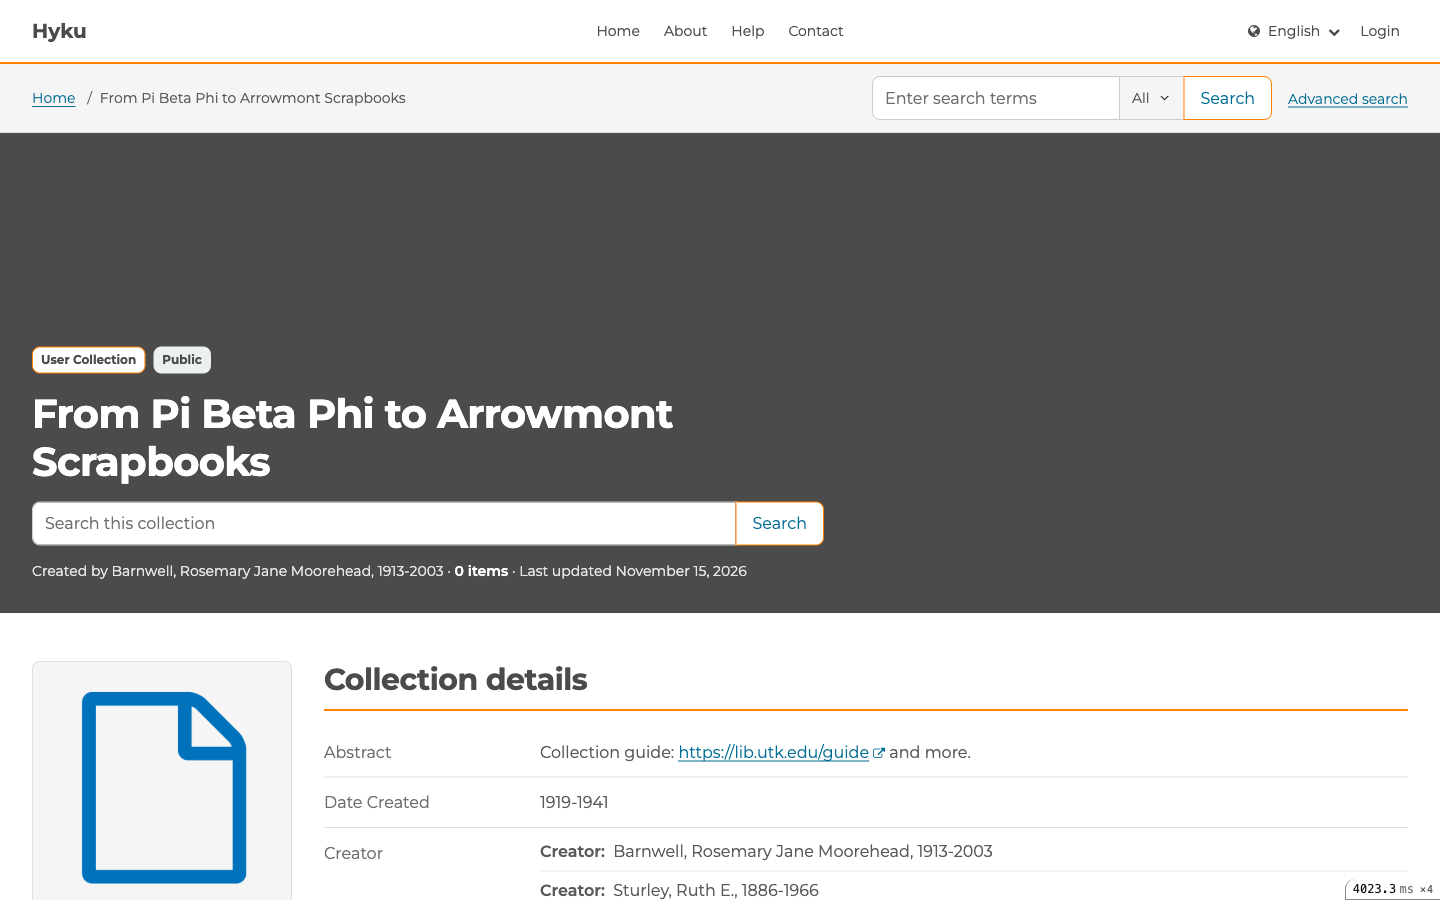 Hyku
Home About Help Contact
English Login
Home / From Pi Beta Phi to Arrowmont Scrapbooks
Enter search terms All Search Advanced search
User Collection Public
From Pi Beta Phi to Arrowmont
Scrapbooks
Search this collection Search
Created by Barnwell, Rosemary Jane Moorehead, 1913-2003 · 0 items · Last updated November 15, 2026
Collection details
Abstract Collection guide: https://lib.utk.edu/guide and more.
Date Created 1919-1941
Creator Creator: Barnwell, Rosemary Jane Moorehead, 1913-2003
Creator: Sturley, Ruth E., 1886-1966
4023.3 ms ×4